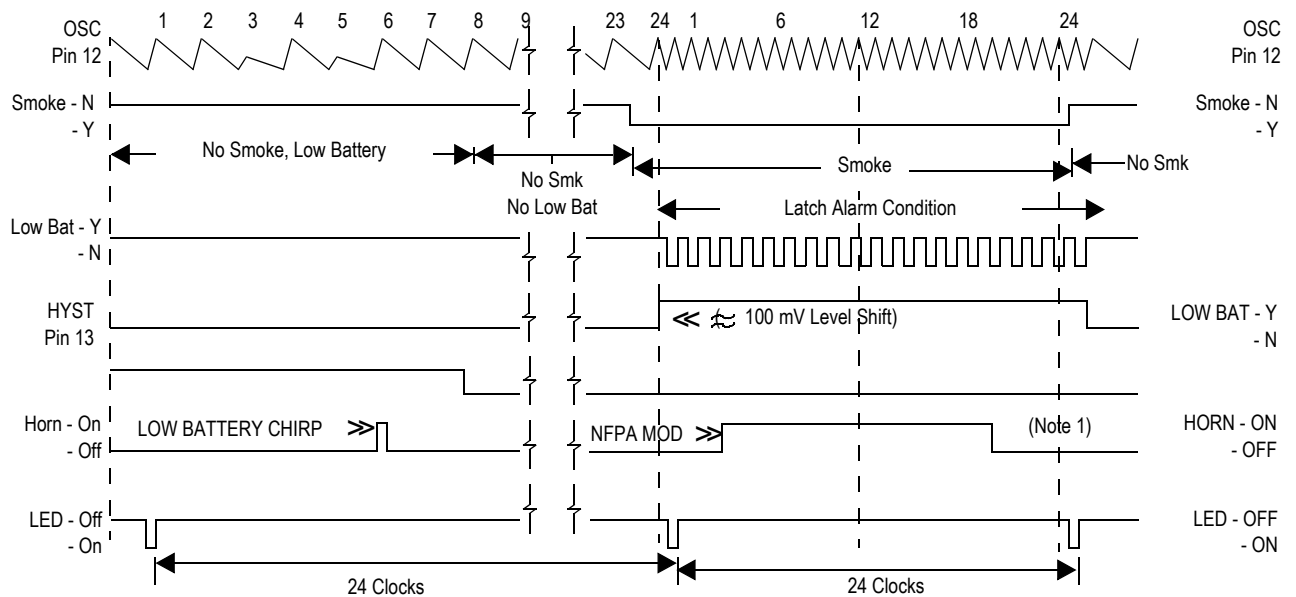 1 2 3 4 5 6 7 8 9 23 24 1 6 12 18 24
OSC
Pin 12
OSC
Pin 12
Smoke - N
- Y
Smoke - N
- Y
No Smoke, Low Battery
No Smk
No Low Bat
Smoke
No Smk
Latch Alarm Condition
Low Bat - Y
- N
HYST
Pin 13
≪ 100 mV Level Shift)
LOW BAT - Y
- N
Horn - On
- Off
LOW BATTERY CHIRP ≫
NFPA MOD ≫
(Note 1)
HORN - ON
- OFF
LED - Off
- On
LED - OFF
- ON
24 Clocks
24 Clocks